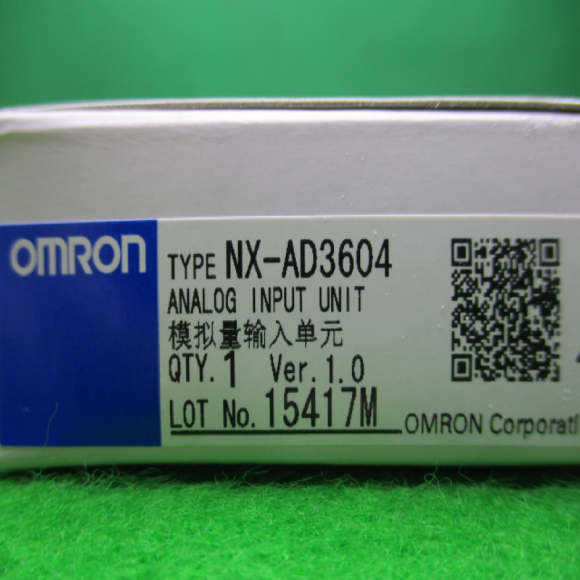 OMRON
TYPE NX-AD3604
ANALOG INPUT UNIT
模拟量输入单元
QTY. 1 Ver. 1.0
LOT No. 15417M
OMRON Corporati